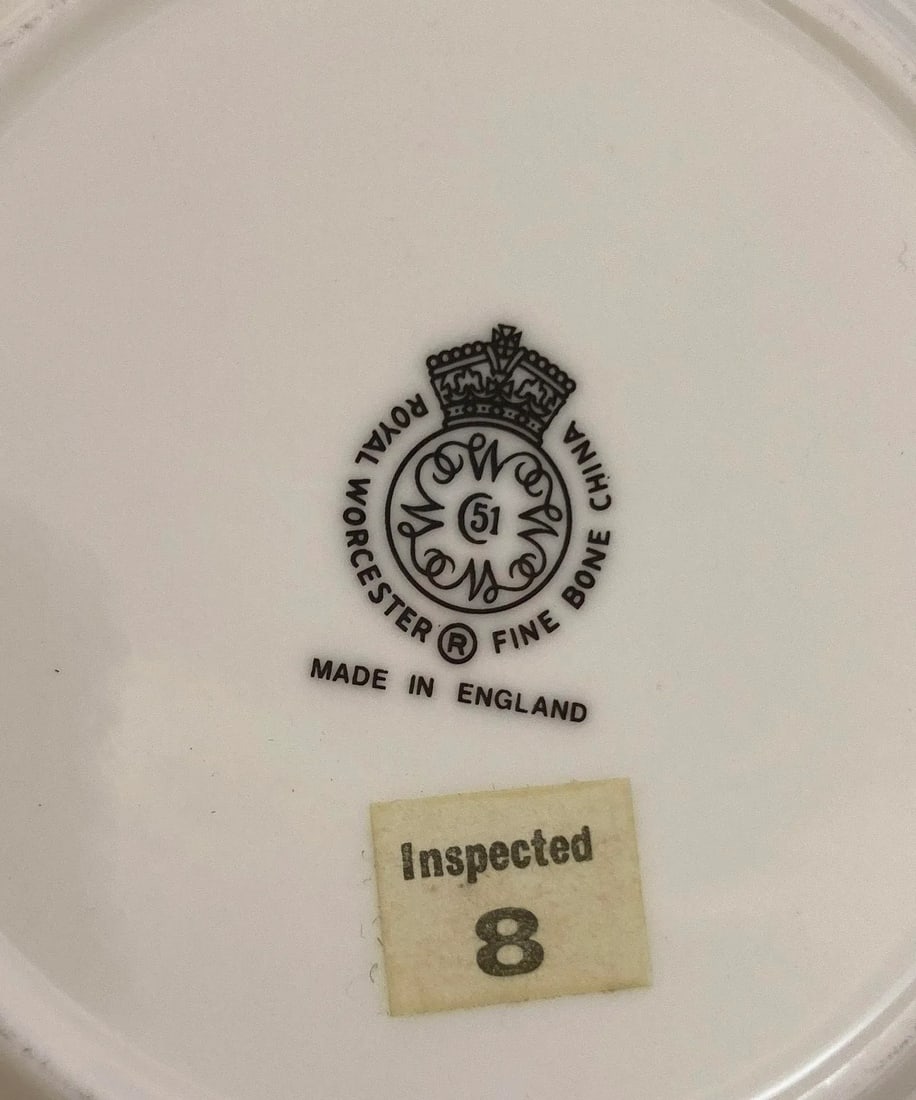 ROYAL WORCESTER ® FINE BONE CHINA
51
MADE IN ENGLAND
Inspected
8